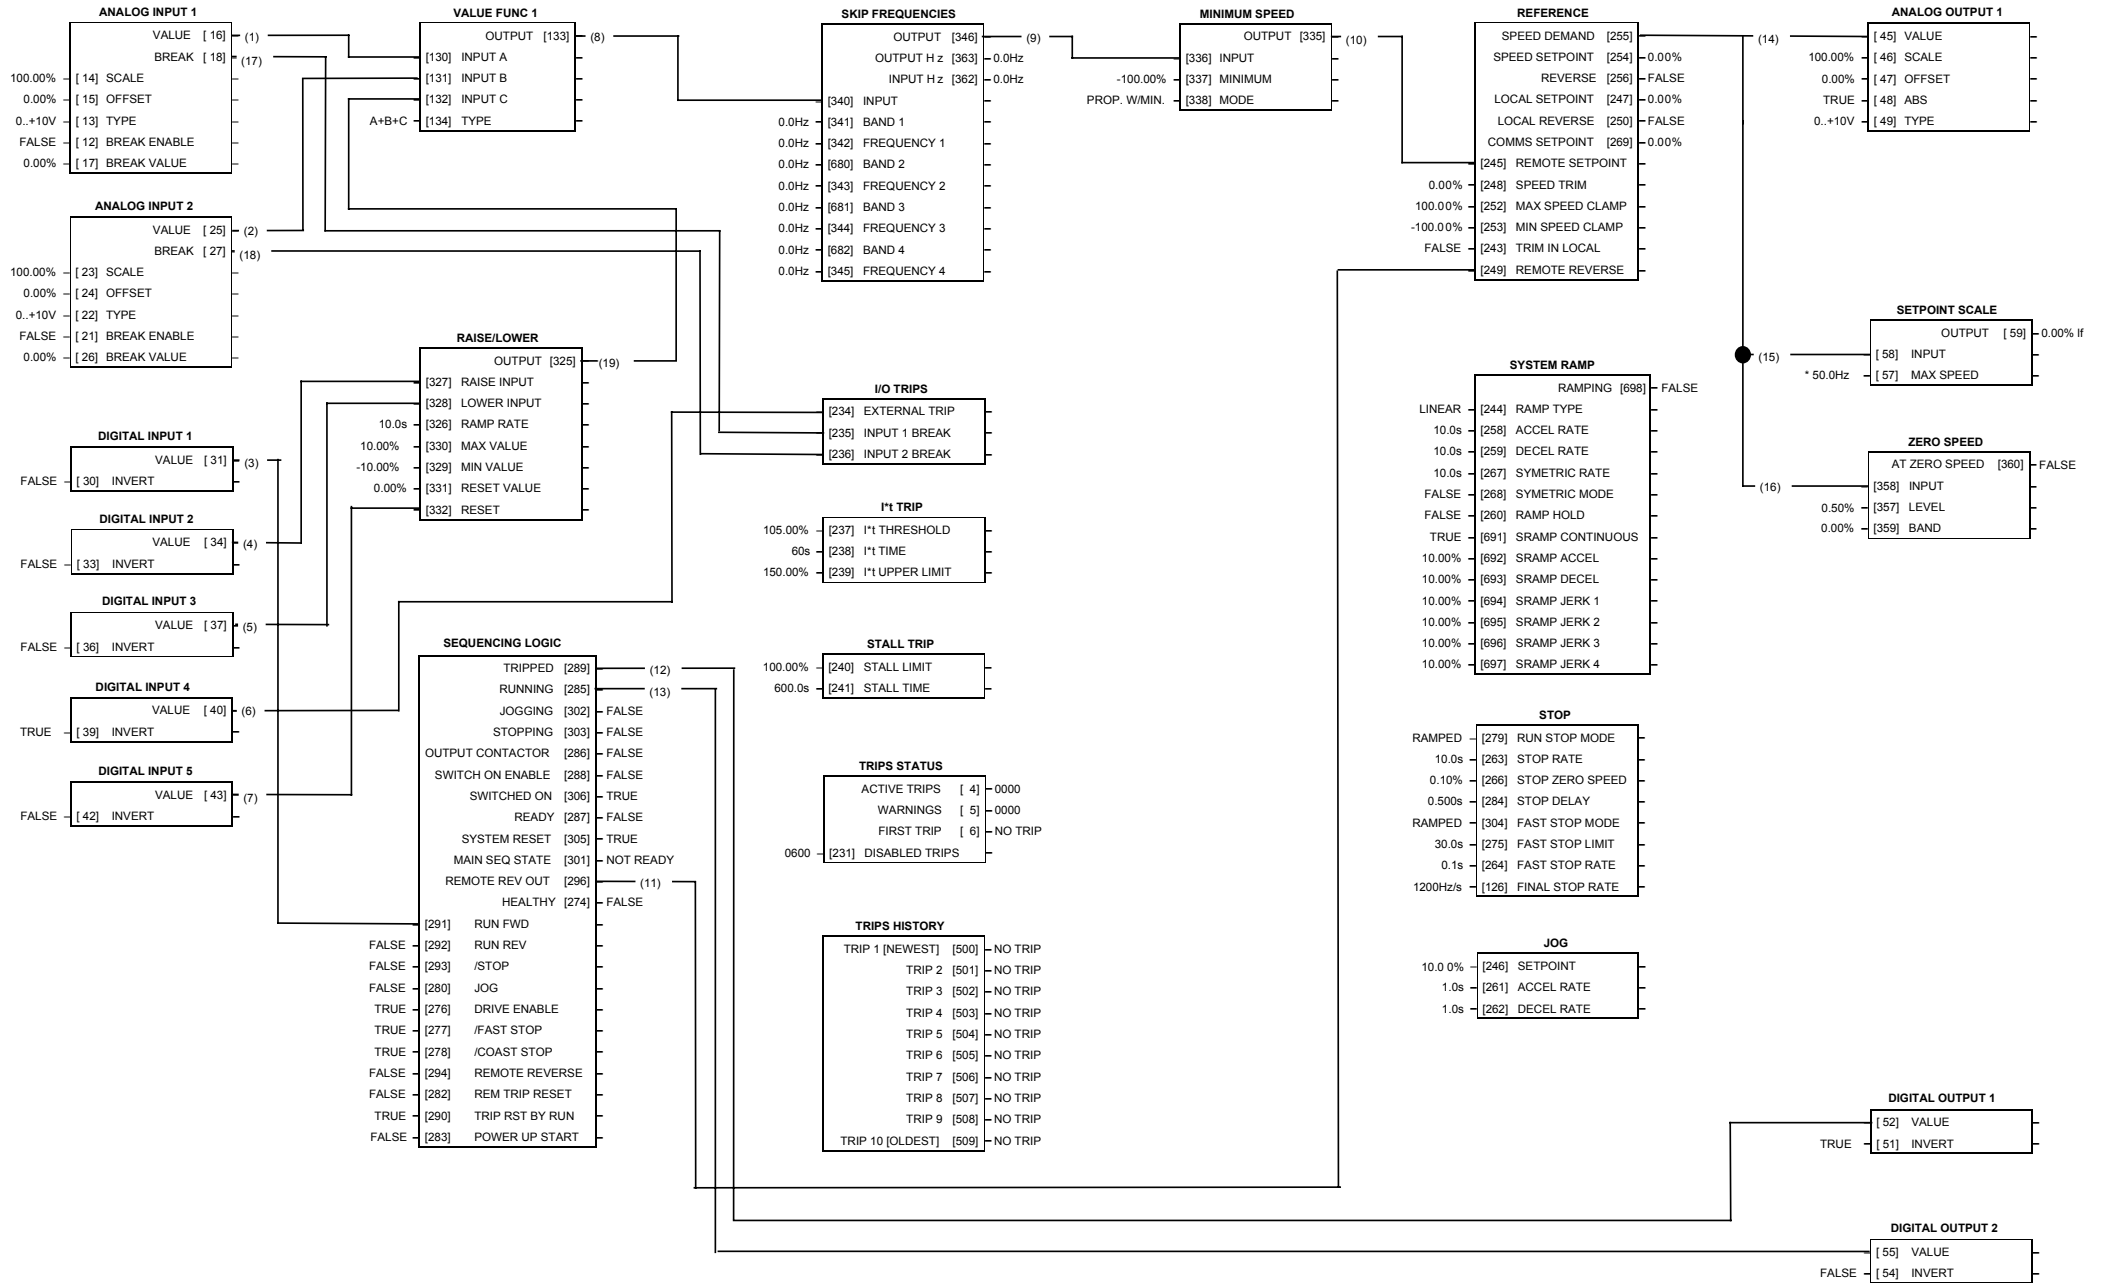 ANALOG INPUT 1
VALUE [ 16] (1)
BREAK [ 18] (17)
100.00% [ 14] SCALE
0.00% [ 15] OFFSET
0..+10V [ 13] TYPE
FALSE [ 12] BREAK ENABLE
0.00% [ 17] BREAK VALUE
ANALOG INPUT 2
VALUE [ 25] (2)
BREAK [ 27] (18)
100.00% [ 23] SCALE
0.00% [ 24] OFFSET
0..+10V [ 22] TYPE
FALSE [ 21] BREAK ENABLE
0.00% [ 26] BREAK VALUE
DIGITAL INPUT 1
VALUE [ 31] (3)
FALSE [ 30] INVERT
DIGITAL INPUT 2
VALUE [ 34] (4)
FALSE [ 33] INVERT
DIGITAL INPUT 3
VALUE [ 37] (5)
FALSE [ 36] INVERT
DIGITAL INPUT 4
VALUE [ 40] (6)
TRUE [ 39] INVERT
DIGITAL INPUT 5
VALUE [ 43] (7)
FALSE [ 42] INVERT
VALUE FUNC 1
OUTPUT [133] (8)
[130] INPUT A
[131] INPUT B
[132] INPUT C
A+B+C [134] TYPE
RAISE/LOWER
OUTPUT [325] (19)
[327] RAISE INPUT
[328] LOWER INPUT
10.0s [326] RAMP RATE
10.00% [330] MAX VALUE
-10.00% [329] MIN VALUE
0.00% [331] RESET VALUE
[332] RESET
SEQUENCING LOGIC
TRIPPED [289] (12)
RUNNING [285] (13)
JOGGING [302] FALSE
STOPPING [303] FALSE
OUTPUT CONTACTOR [286] FALSE
SWITCH ON ENABLE [288] FALSE
SWITCHED ON [306] TRUE
READY [287] FALSE
SYSTEM RESET [305] TRUE
MAIN SEQ STATE [301] NOT READY
REMOTE REV OUT [296] (11)
HEALTHY [274] FALSE
[291] RUN FWD
FALSE [292] RUN REV
FALSE [293] /STOP
FALSE [280] JOG
TRUE [276] DRIVE ENABLE
TRUE [277] /FAST STOP
TRUE [278] /COAST STOP
FALSE [294] REMOTE REVERSE
FALSE [282] REM TRIP RESET
TRUE [290] TRIP RST BY RUN
FALSE [283] POWER UP START
SKIP FREQUENCIES
OUTPUT [346] (9)
OUTPUT H z [363] 0.0Hz
INPUT H z [362] 0.0Hz
[340] INPUT
0.0Hz [341] BAND 1
0.0Hz [342] FREQUENCY 1
0.0Hz [680] BAND 2
0.0Hz [343] FREQUENCY 2
0.0Hz [681] BAND 3
0.0Hz [344] FREQUENCY 3
0.0Hz [682] BAND 4
0.0Hz [345] FREQUENCY 4
I/O TRIPS
[234] EXTERNAL TRIP
[235] INPUT 1 BREAK
[236] INPUT 2 BREAK
I*t TRIP
105.00% [237] I*t THRESHOLD
60s [238] I*t TIME
150.00% [239] I*t UPPER LIMIT
STALL TRIP
100.00% [240] STALL LIMIT
600.0s [241] STALL TIME
TRIPS STATUS
ACTIVE TRIPS [ 4] 0000
WARNINGS [ 5] 0000
FIRST TRIP [ 6] NO TRIP
0600 [231] DISABLED TRIPS
TRIPS HISTORY
TRIP 1 [NEWEST] [500] NO TRIP
TRIP 2 [501] NO TRIP
TRIP 3 [502] NO TRIP
TRIP 4 [503] NO TRIP
TRIP 5 [504] NO TRIP
TRIP 6 [505] NO TRIP
TRIP 7 [506] NO TRIP
TRIP 8 [507] NO TRIP
TRIP 9 [508] NO TRIP
TRIP 10 [OLDEST] [509] NO TRIP
MINIMUM SPEED
OUTPUT [335] (10)
[336] INPUT
-100.00% [337] MINIMUM
PROP. W/MIN. [338] MODE
REFERENCE
SPEED DEMAND [255] (14)
SPEED SETPOINT [254] 0.00%
REVERSE [256] FALSE
LOCAL SETPOINT [247] 0.00%
LOCAL REVERSE [250] FALSE
COMMS SETPOINT [269] 0.00%
[245] REMOTE SETPOINT
0.00% [248] SPEED TRIM
100.00% [252] MAX SPEED CLAMP
-100.00% [253] MIN SPEED CLAMP
FALSE [243] TRIM IN LOCAL
[249] REMOTE REVERSE
SYSTEM RAMP
RAMPING [698] FALSE
LINEAR [244] RAMP TYPE
10.0s [258] ACCEL RATE
10.0s [259] DECEL RATE
10.0s [267] SYMETRIC RATE
FALSE [268] SYMETRIC MODE
FALSE [260] RAMP HOLD
TRUE [691] SRAMP CONTINUOUS
10.00% [692] SRAMP ACCEL
10.00% [693] SRAMP DECEL
10.00% [694] SRAMP JERK 1
10.00% [695] SRAMP JERK 2
10.00% [696] SRAMP JERK 3
10.00% [697] SRAMP JERK 4
STOP
RAMPED [279] RUN STOP MODE
10.0s [263] STOP RATE
0.10% [266] STOP ZERO SPEED
0.500s [284] STOP DELAY
RAMPED [304] FAST STOP MODE
30.0s [275] FAST STOP LIMIT
0.1s [264] FAST STOP RATE
1200Hz/s [126] FINAL STOP RATE
JOG
10.0 0% [246] SETPOINT
1.0s [261] ACCEL RATE
1.0s [262] DECEL RATE
ANALOG OUTPUT 1
[ 45] VALUE
100.00% [ 46] SCALE
0.00% [ 47] OFFSET
TRUE [ 48] ABS
0..+10V [ 49] TYPE
SETPOINT SCALE
OUTPUT [ 59] 0.00% If
(15) [ 58] INPUT
* 50.0Hz [ 57] MAX SPEED
ZERO SPEED
AT ZERO SPEED [360] FALSE
(16) [358] INPUT
0.50% [357] LEVEL
0.00% [359] BAND
DIGITAL OUTPUT 1
[ 52] VALUE
TRUE [ 51] INVERT
DIGITAL OUTPUT 2
[ 55] VALUE
FALSE [ 54] INVERT